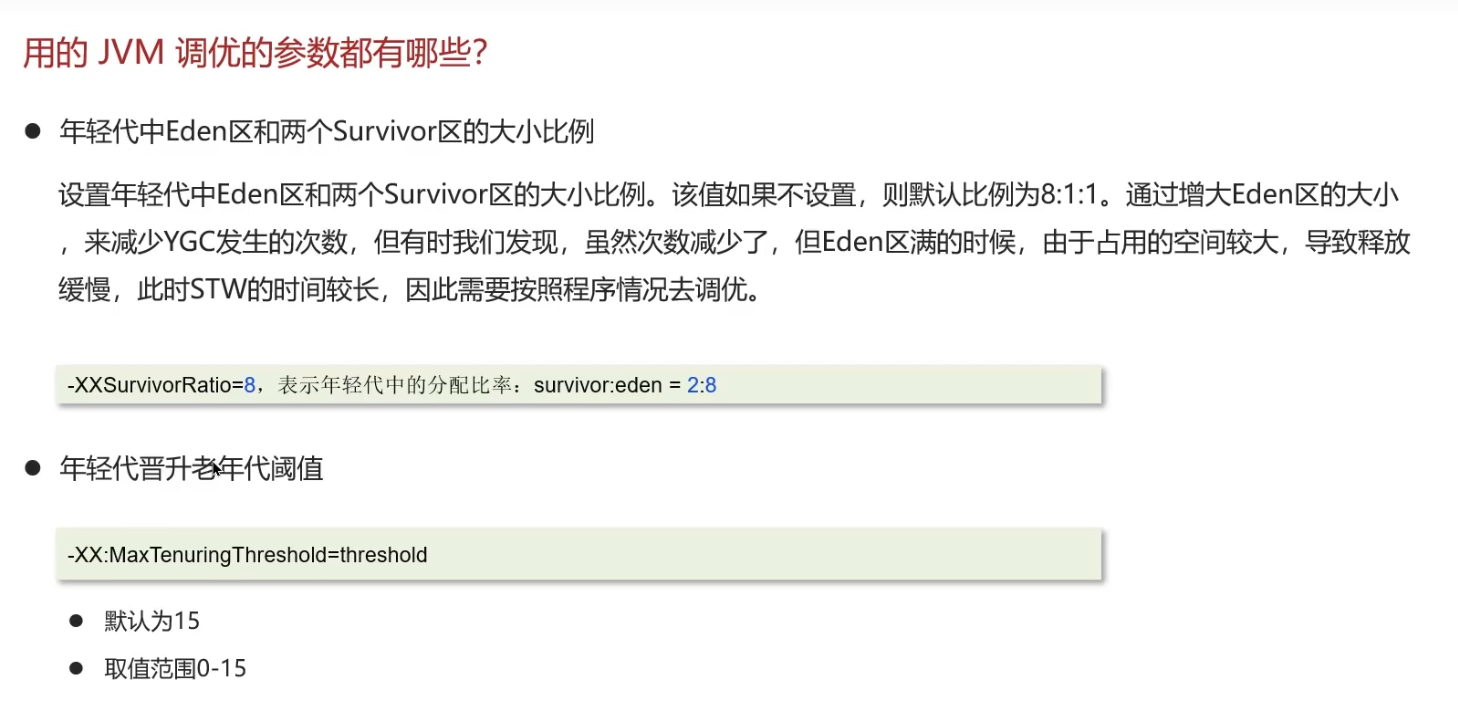 用的 JVM 调优的参数都有哪些？
● 年轻代中Eden区和两个Survivor区的大小比例
设置年轻代中Eden区和两个Survivor区的大小比例。该值如果不设置，则默认比例为8:1:1。通过增大Eden区的大小
，来减少YGC发生的次数，但有时我们发现，虽然次数减少了，但Eden区满的时候，由于占用的空间较大，导致释放
缓慢，此时STW的时间较长，因此需要按照程序情况去调优。
-XXSurvivorRatio=8，表示年轻代中的分配比率：survivor:eden = 2:8
● 年轻代晋升老年代阈值
-XX:MaxTenuringThreshold=threshold
● 默认为15
● 取值范围0-15